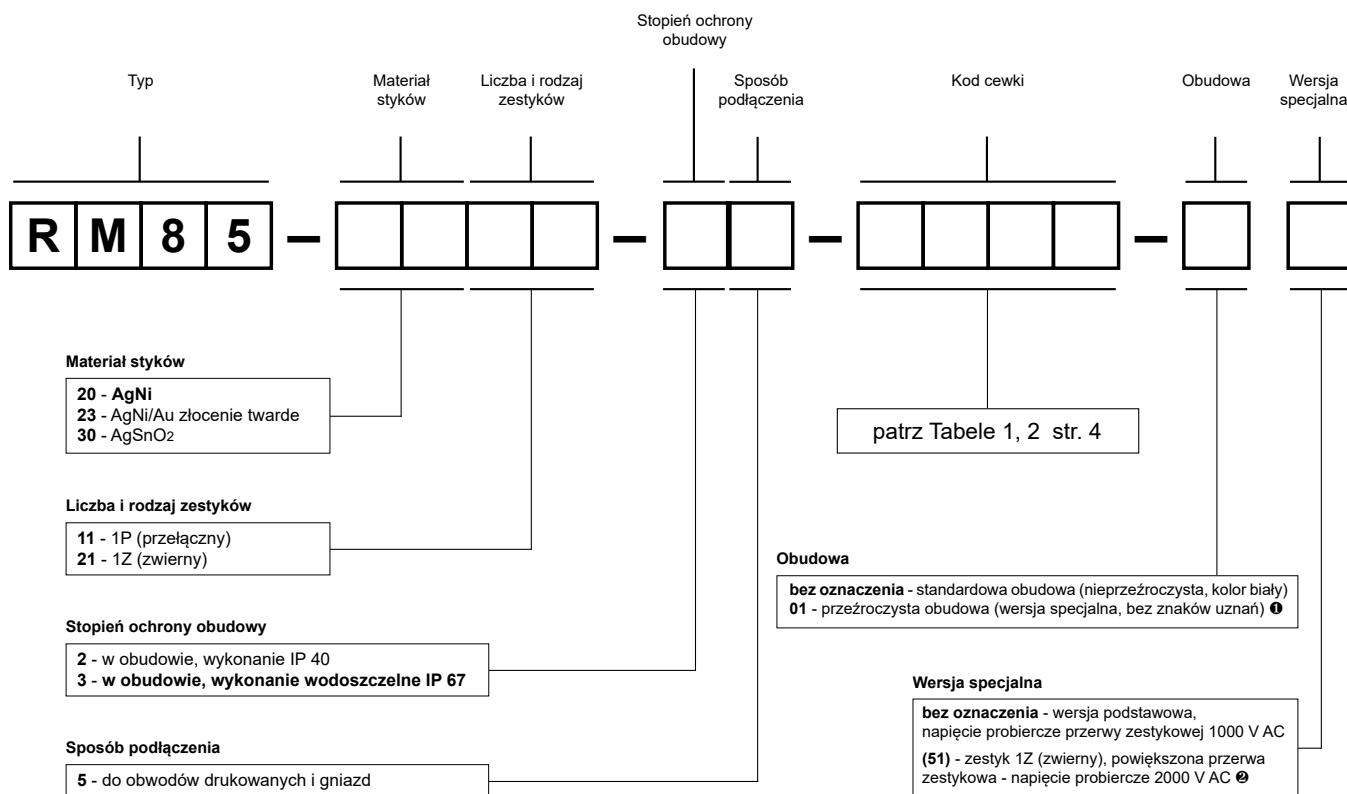 Stopień ochrony
obudowy
Typ
Materiał
styków
Liczba i rodzaj
zestyków
Sposób
podłączenia
Kod cewki
Obudowa
Wersja
specjalna
R M 8 5 – – – –
Materiał styków
20 - AgNi
23 - AgNi/Au złocenie twarde
30 - AgSnO2
patrz Tabele 1, 2 str. 4
Liczba i rodzaj zestyków
11 - 1P (przełączny)
21 - 1Z (zwierny)
Obudowa
bez oznaczenia - standardowa obudowa (nieprzeźroczysta, kolor biały)
01 - przeźroczysta obudowa (wersja specjalna, bez znaków uznań) ❶
Stopień ochrony obudowy
2 - w obudowie, wykonanie IP 40
3 - w obudowie, wykonanie wodoszczelne IP 67
Wersja specjalna
bez oznaczenia - wersja podstawowa,
napięcie probiercze przerwy zestykowej 1000 V AC
(51) - zestyk 1Z (zwierny), powiększona przerwa
zestykowa - napięcie probiercze 2000 V AC ❷
Sposób podłączenia
5 - do obwodów drukowanych i gniazd